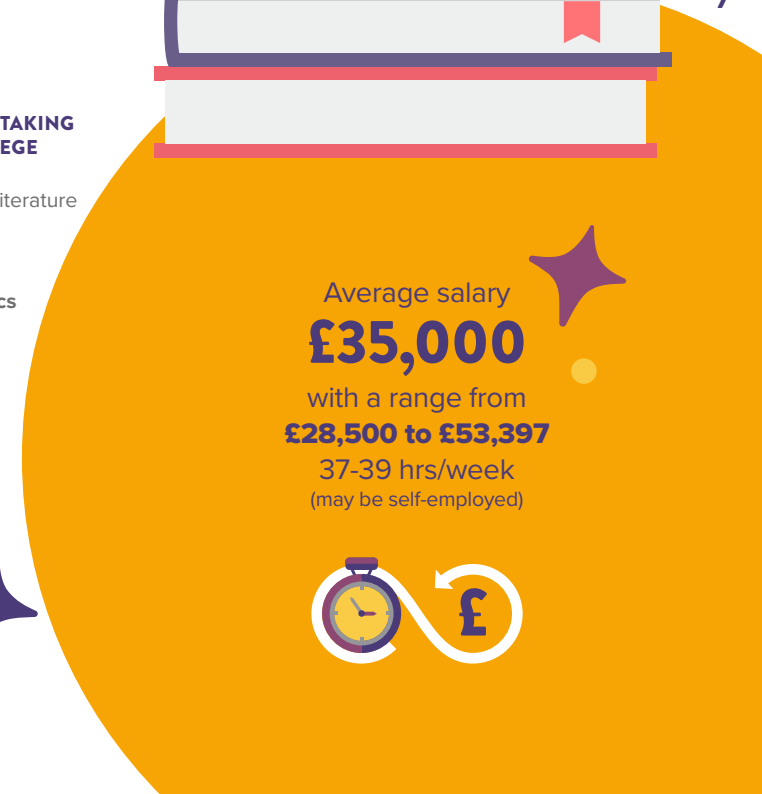 TAKING
EGE
iterature
cs
Average salary
£35,000
with a range from
£28,500 to £53,397
37-39 hrs/week
(may be self-employed)
£